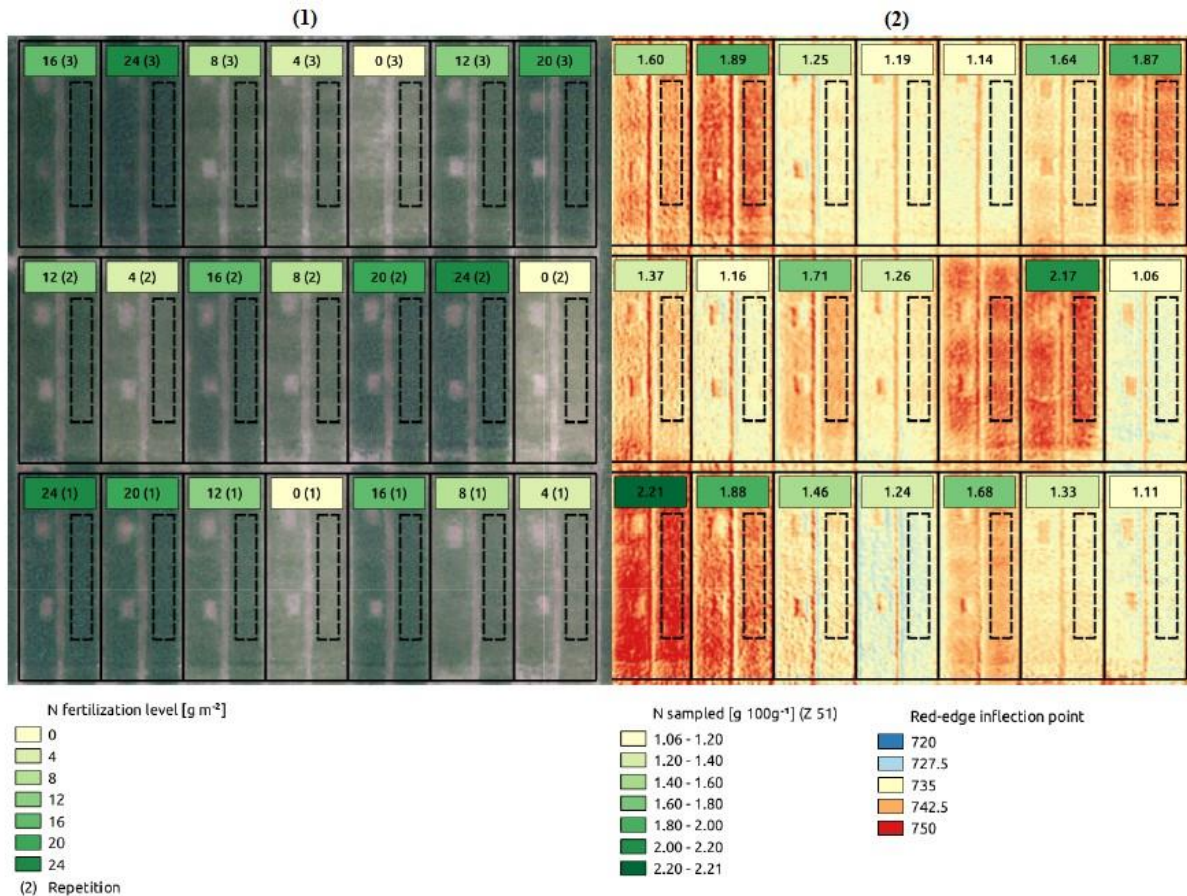 (1) (2)
16 (3) 24 (3) 8 (3) 4 (3) 0 (3) 12 (3) 20 (3) 1.60 1.89 1.25 1.19 1.14 1.64 1.87
12 (2) 4 (2) 16 (2) 8 (2) 20 (2) 24 (2) 0 (2) 1.37 1.16 1.71 1.26 2.17 1.06
24 (1) 20 (1) 12 (1) 0 (1) 16 (1) 8 (1) 4 (1) 2.21 1.88 1.46 1.24 1.68 1.33 1.11
N fertilization level [g m⁻²]
0
4
8
12
16
20
24
(2) Repetition
N sampled [g 100g⁻¹] (Z 51)
1.06 - 1.20
1.20 - 1.40
1.40 - 1.60
1.60 - 1.80
1.80 - 2.00
2.00 - 2.20
2.20 - 2.21
Red-edge inflection point
720
727.5
735
742.5
750